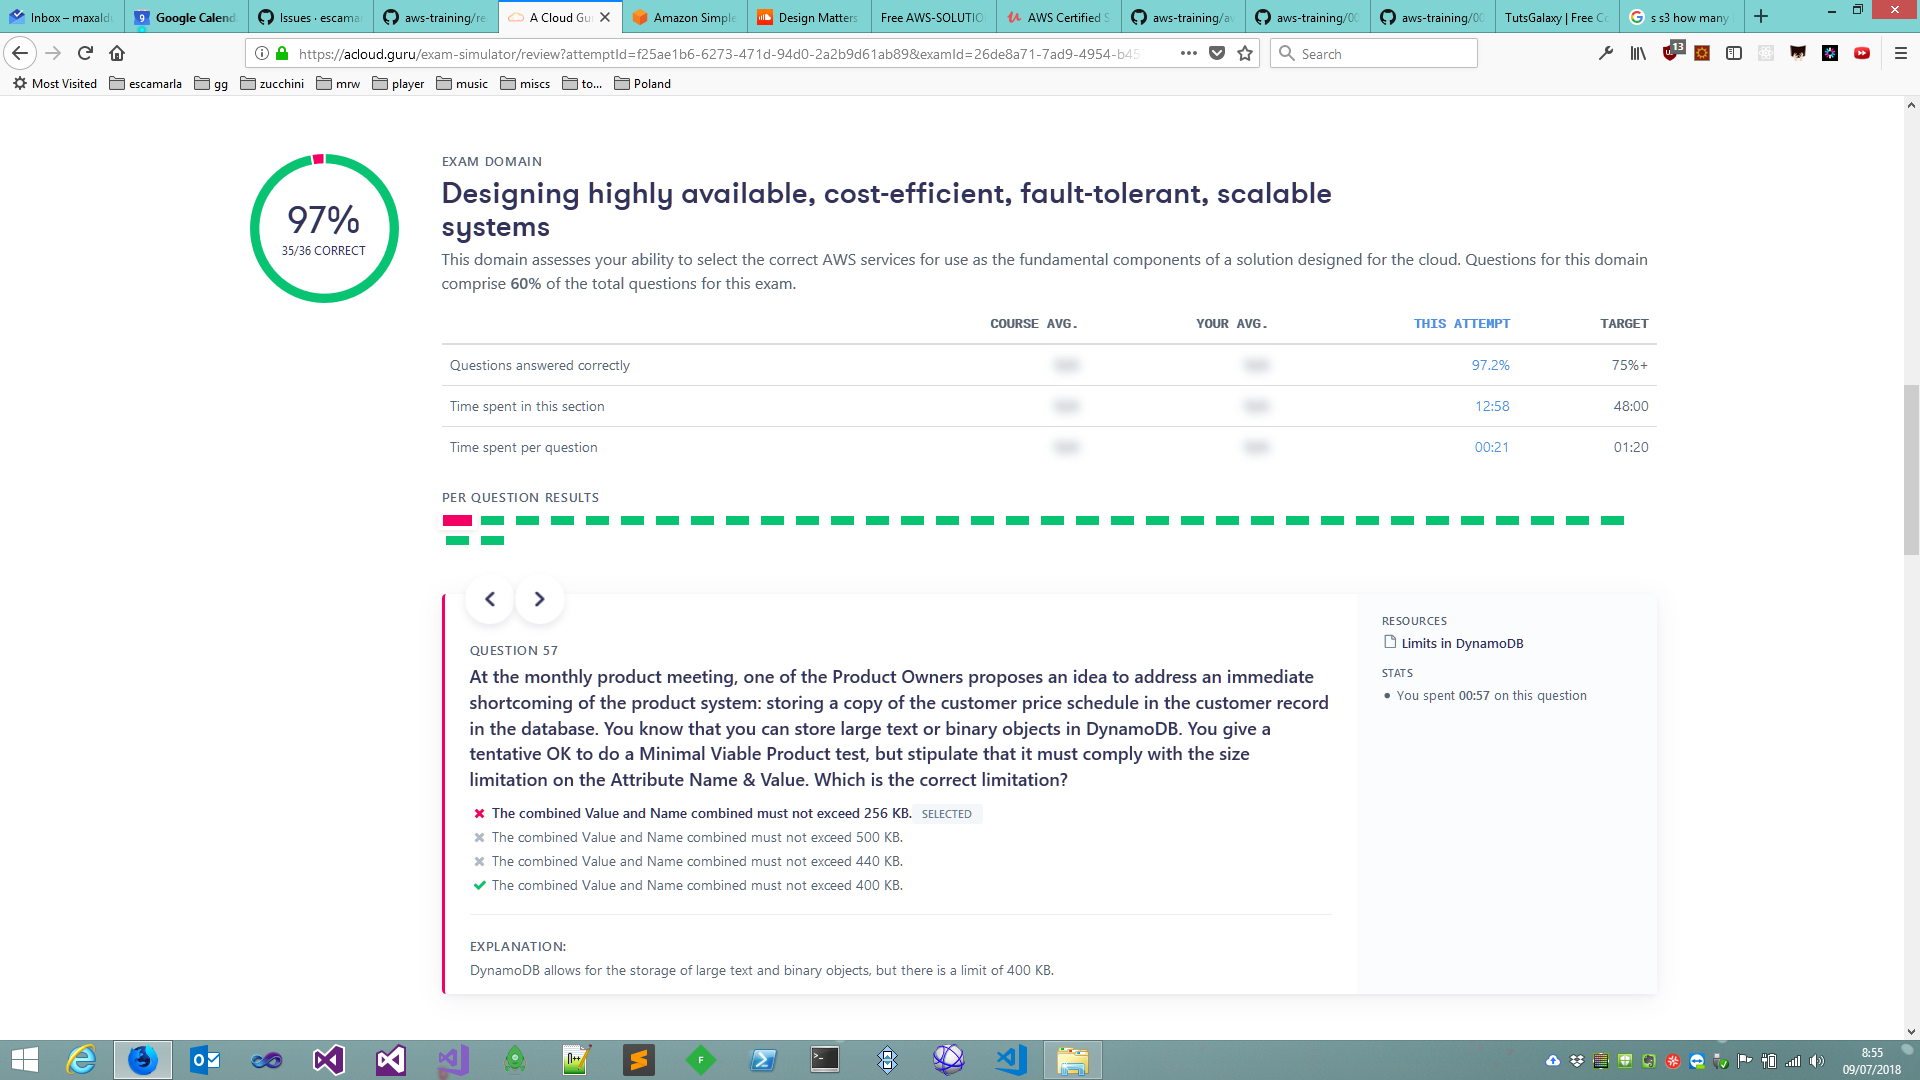 Inbox – maxald
Google Calend
Issues · escama
aws-training/re
A Cloud Gu
Amazon Simple
Design Matters
Free AWS-SOLUTIO
AWS Certified S
aws-training/a
aws-training/00
aws-training/00
TutsGalaxy | Free C
s s3 how many
https://acloud.guru/exam-simulator/review?attemptId=f25ae1b6-6273-471d-94d0-2a2b9d61ab89&examId=26de8a71-7ad9-4954-b45
Search
13
Most Visited
escamarla
gg
zucchini
mrw
player
music
miscs
to...
Poland
97%
35/36 CORRECT
EXAM DOMAIN
Designing highly available, cost-efficient, fault-tolerant, scalable
systems
This domain assesses your ability to select the correct AWS services for use as the fundamental components of a solution designed for the cloud. Questions for this domain
comprise 60% of the total questions for this exam.
COURSE AVG. YOUR AVG. THIS ATTEMPT TARGET
Questions answered correctly 97.2% 75%+
Time spent in this section 12:58 48:00
Time spent per question 00:21 01:20
PER QUESTION RESULTS
QUESTION 57
At the monthly product meeting, one of the Product Owners proposes an idea to address an immediate
shortcoming of the product system: storing a copy of the customer price schedule in the customer record
in the database. You know that you can store large text or binary objects in DynamoDB. You give a
tentative OK to do a Minimal Viable Product test, but stipulate that it must comply with the size
limitation on the Attribute Name & Value. Which is the correct limitation?
The combined Value and Name combined must not exceed 256 KB. SELECTED
The combined Value and Name combined must not exceed 500 KB.
The combined Value and Name combined must not exceed 440 KB.
The combined Value and Name combined must not exceed 400 KB.
EXPLANATION:
DynamoDB allows for the storage of large text and binary objects, but there is a limit of 400 KB.
RESOURCES
Limits in DynamoDB
STATS
• You spent 00:57 on this question
8:55
09/07/2018